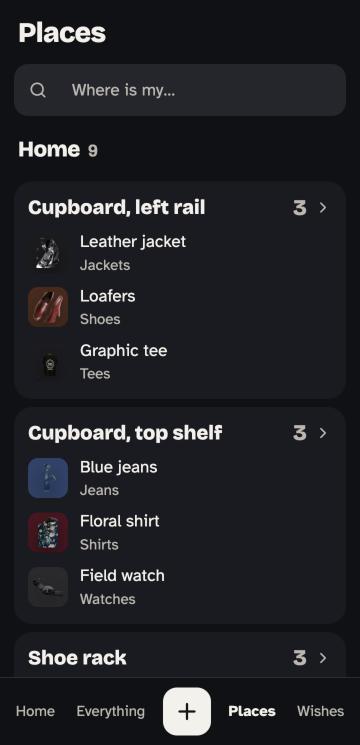 Places
Where is my...
Home 9
Cupboard, left rail 3
Leather jacket
Jackets
Loafers
Shoes
Graphic tee
Tees
Cupboard, top shelf 3
Blue jeans
Jeans
Floral shirt
Shirts
Field watch
Watches
Shoe rack 3
Home Everything + Places Wishes